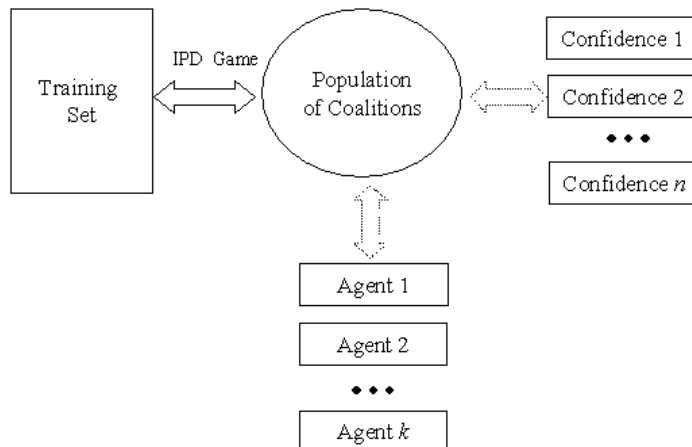 Training
Set
IPD Game
Population
of Coalitions
Confidence 1
Confidence 2
• • •
Confidence n
Agent 1
Agent 2
• • •
Agent k